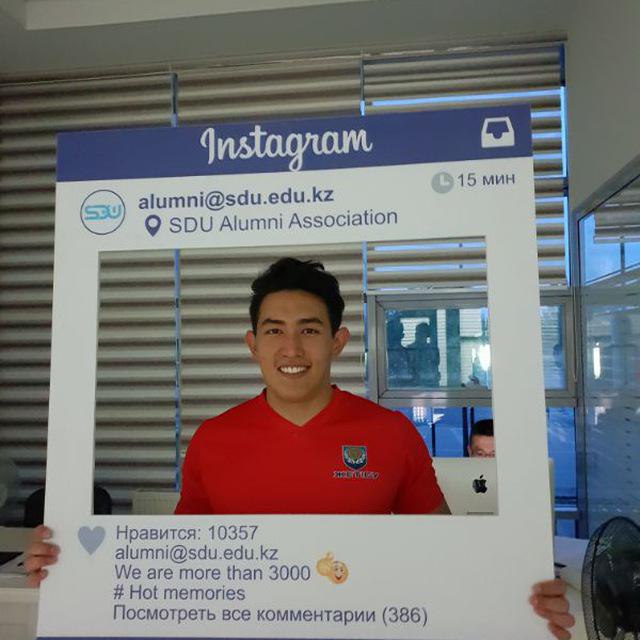 Instagram
SDU
alumni@sdu.edu.kz
15 мин
SDU Alumni Association
Нравится: 10357
alumni@sdu.edu.kz
We are more than 3000
# Hot memories
Посмотреть все комментарии (386)